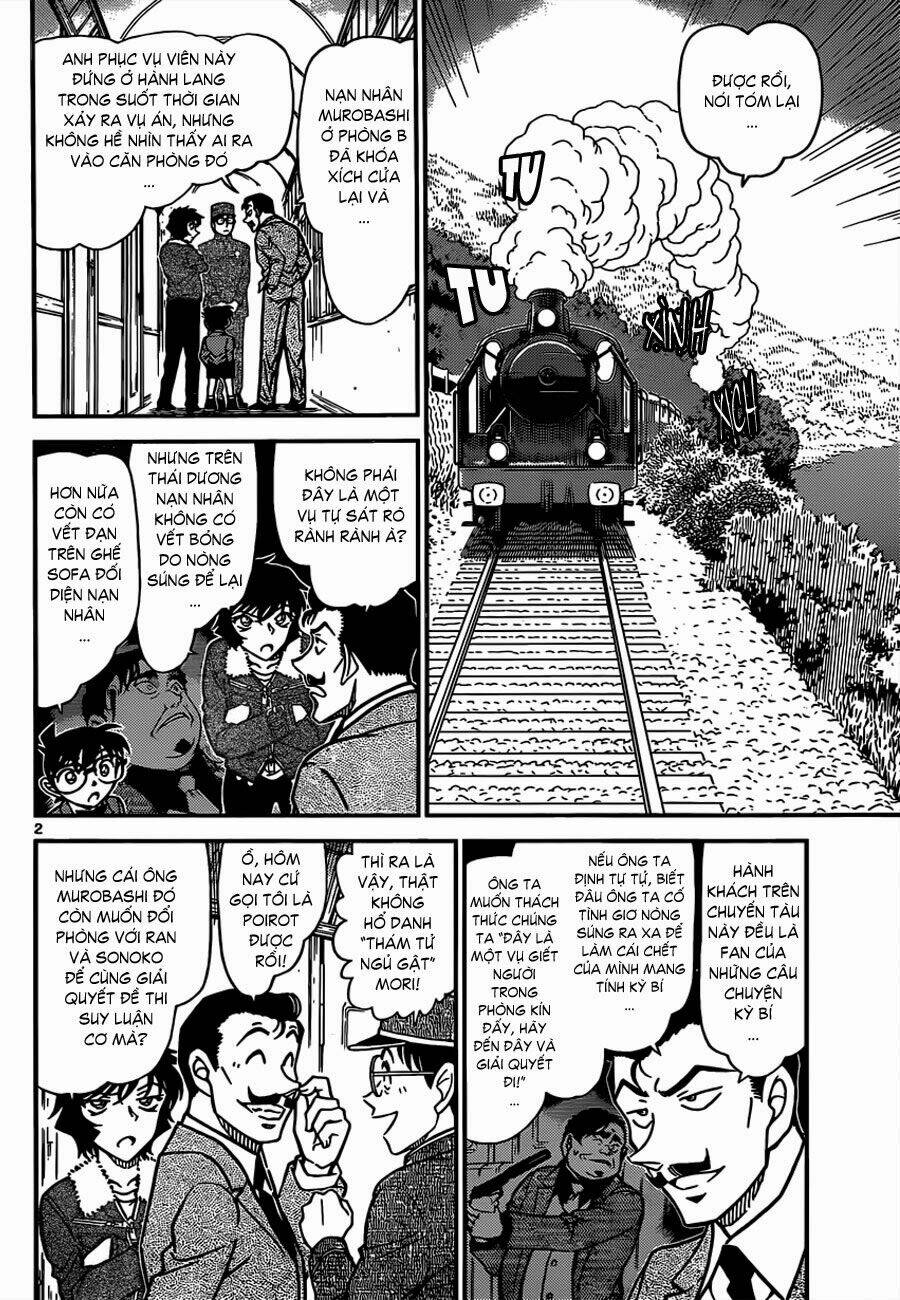 ĐƯỢC RỒI,
NÓI TÓM LẠI
...
TU
TU
XÌNH
XỊCH
NẠN NHÂN
MUROBASHI
Ở PHÒNG B
ĐÃ KHÓA
XÍCH CỬA
LẠI VÀ
...
ANH PHỤC VỤ VIÊN NÀY
ĐỨNG Ở HÀNH LANG
TRONG SUỐT THỜI GIAN
XẢY RA VỤ ÁN, NHƯNG
KHÔNG HỀ NHÌN THẤY AI RA
VÀO CĂN PHÒNG ĐÓ
...
KHÔNG PHẢI
ĐÂY LÀ MỘT
VỤ TỰ SÁT RÕ
RÀNH RÀNH À?
NHƯNG TRÊN
THÁI DƯƠNG
NẠN NHÂN
KHÔNG CÓ
VẾT BỎNG
DO NÒNG
SÚNG ĐỂ LẠI
...
HƠN NỮA
CÒN CÓ
VẾT ĐẠN
TRÊN GHẾ
SOFA ĐỐI
DIỆN NẠN
NHÂN
...
2
HÀNH
KHÁCH TRÊN
CHUYẾN TÀU
NÀY ĐỀU LÀ
FAN CỦA
NHỮNG CÂU
CHUYỆN
KỲ BÍ
...
NẾU ÔNG TA
ĐỊNH TỰ TỬ, BIẾT
ĐÂU ÔNG TA CỐ
TÌNH GIƠ NÒNG
SÚNG RA XA ĐỂ
LÀM CÁI CHẾT
CỦA MÌNH MANG
TÍNH KỲ BÍ
...
ÔNG TA
MUỐN THÁCH
THỨC CHÚNG
TA "ĐÂY LÀ
MỘT VỤ GIẾT
NGƯỜI
TRONG
PHÒNG KÍN
ĐẤY, HÃY
ĐẾN ĐÂY VÀ
GIẢI QUYẾT
ĐI!"
...
THÌ RA LÀ
VẬY, THẬT
KHÔNG
HỔ DANH
"THÁM TỬ
NGỦ GẬT"
MORI!
Ồ, HÔM
NAY CỨ
GỌI TÔI LÀ
POIROT
ĐƯỢC
RỒI!
NHƯNG CÁI ÔNG
MUROBASHI ĐÓ
CÒN MUỐN ĐỔI
PHÒNG VỚI RAN
VÀ SONOKO
ĐỂ CÙNG GIẢI
QUYẾT ĐỀ THI
SUY LUẬN
CƠ MÀ?